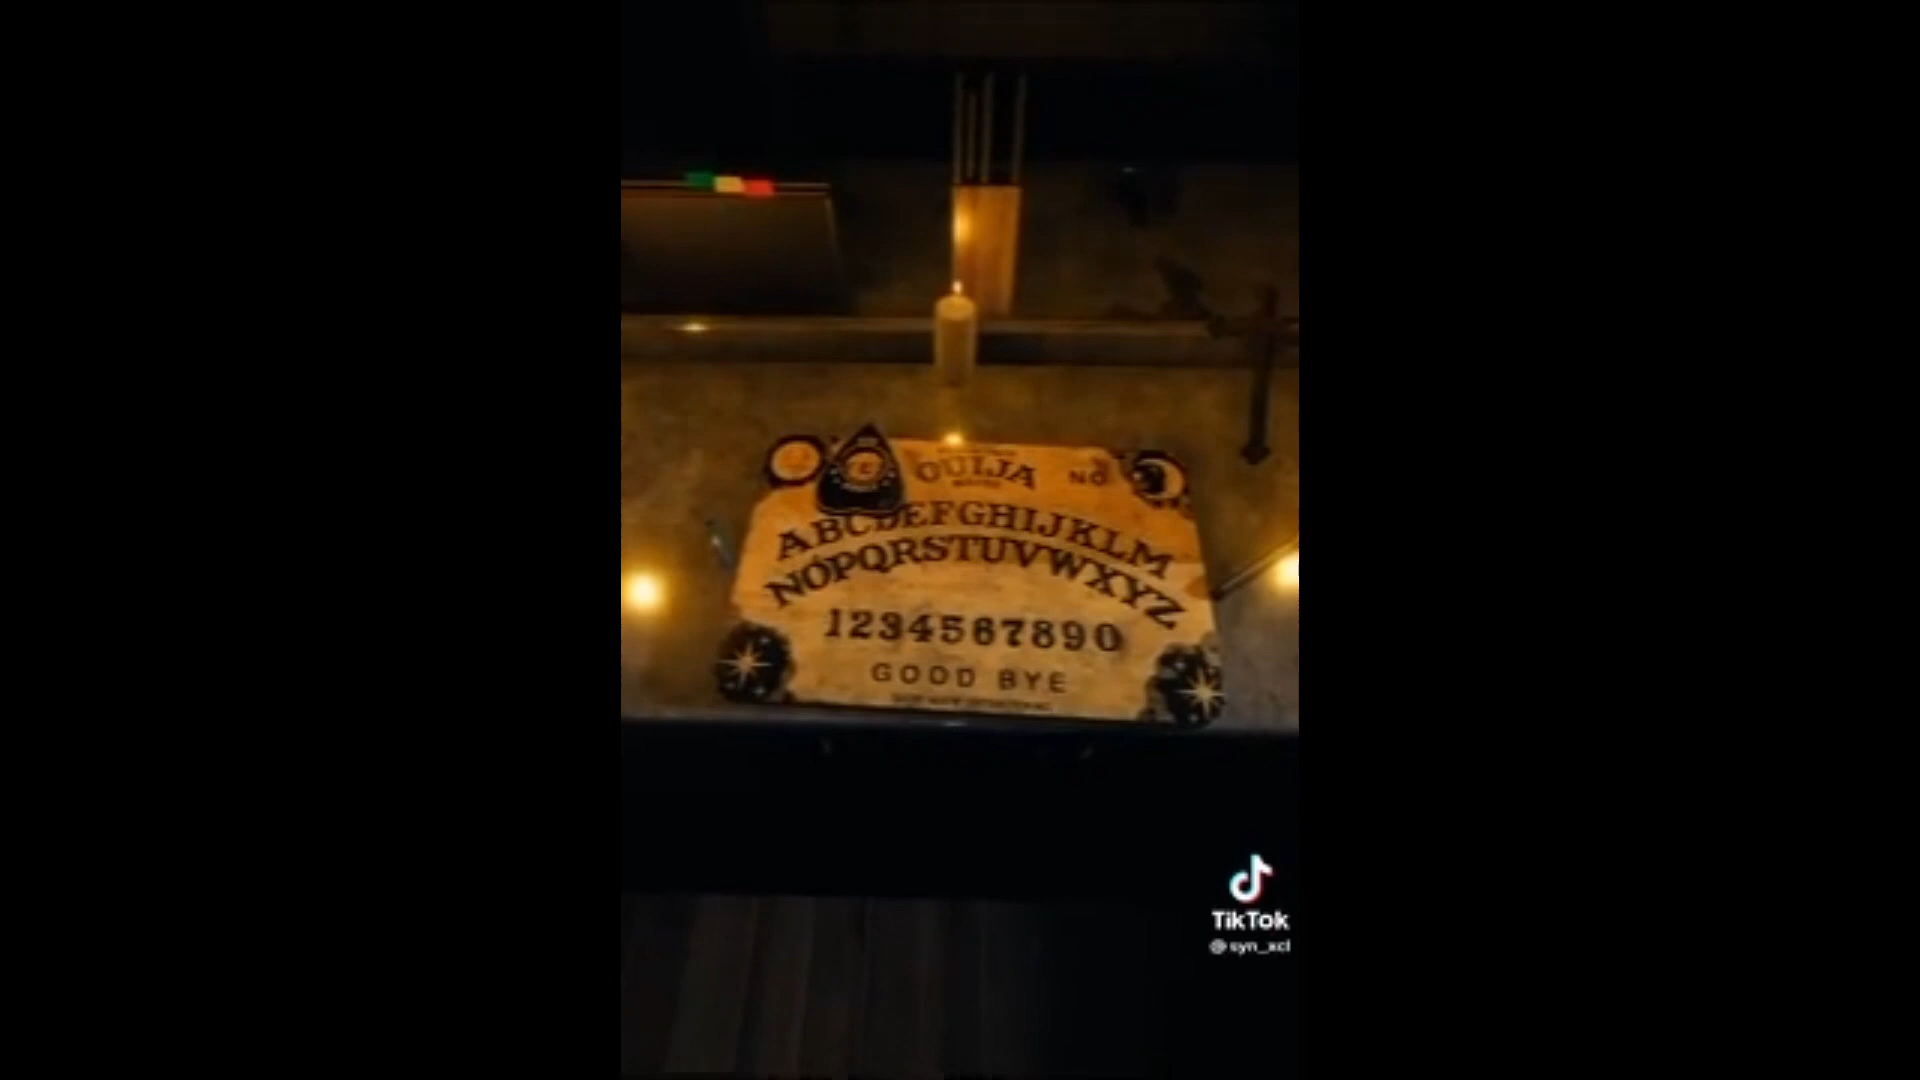 OUIJA
NO
ABCDEFGHIJKLM
NOPQRSTUVWXYZ
1234567890
GOOD BYE
TikTok
@syn_xcl